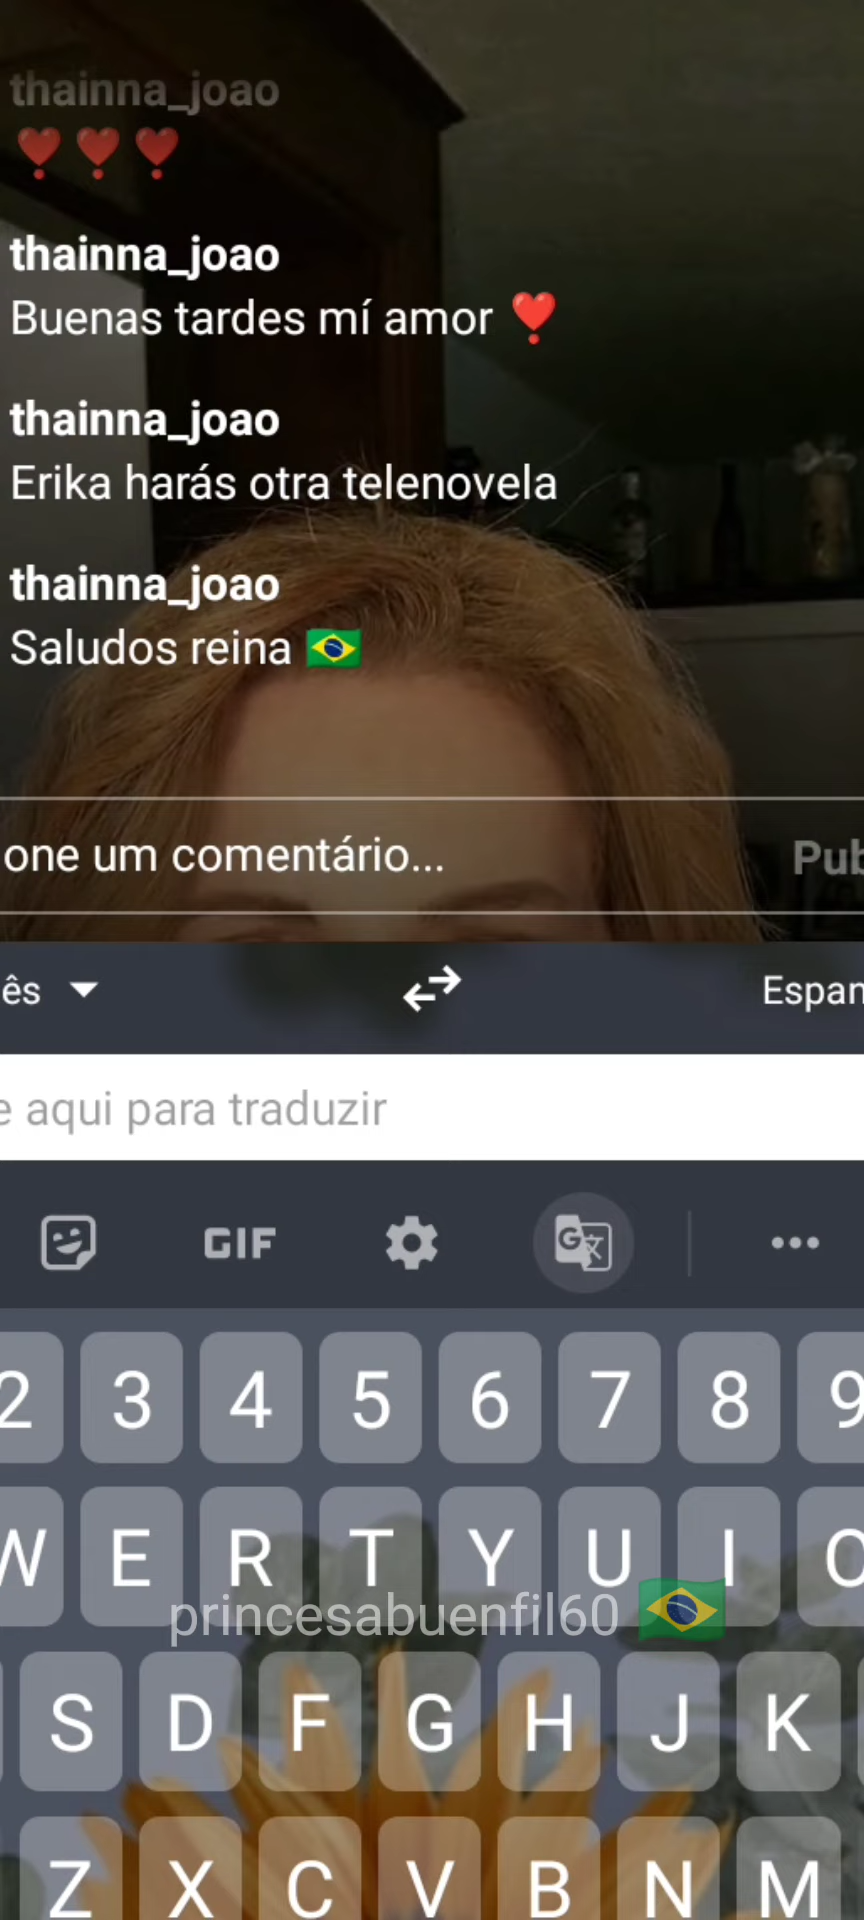 thainna_joao
❣️❣️❣️
thainna_joao
Buenas tardes mí amor ❣️
thainna_joao
Erika harás otra telenovela
thainna_joao
Saludos reina 🇧🇷
one um comentário...
Pub
ês
Espan
e aqui para traduzir
GIF
2 3 4 5 6 7 8 9
W E R T Y U I O
princesabuenfil60 🇧🇷
S D F G H J K
Z X C V B N M